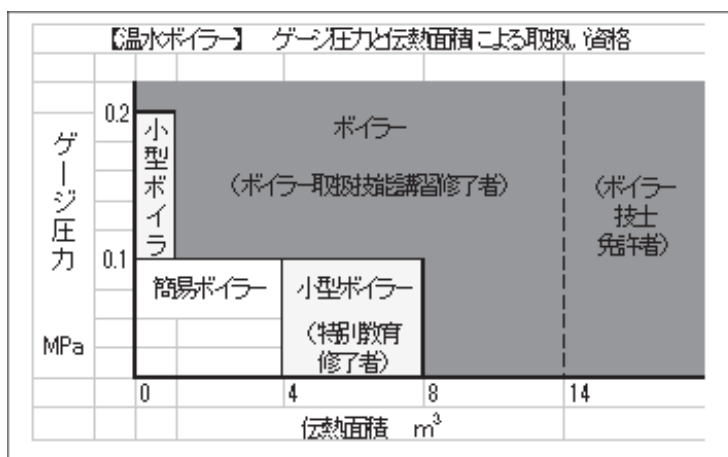 【温水ボイラー】 ゲージ圧力と伝熱面積による取扱い資格
0.2
小型ボイラ
ボイラー
(ボイラー取扱技能講習修了者)
(ボイラー
技士
免許者)
ゲージ圧力
0.1
簡易ボイラー
小型ボイラー
(特別教育
修了者)
MPa
0
4
8
14
伝熱面積 m³